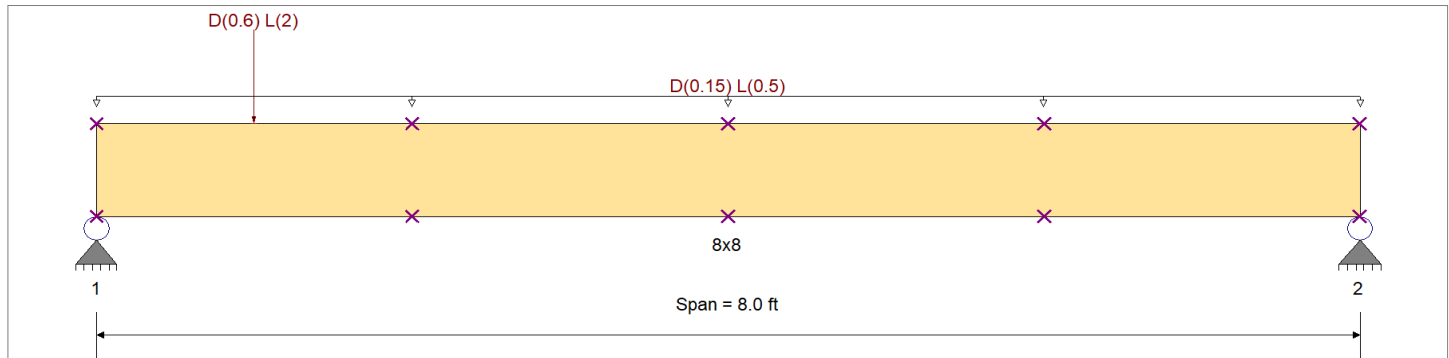 D(0.6) L(2)
D(0.15) L(0.5)
8x8
1
2
Span = 8.0 ft